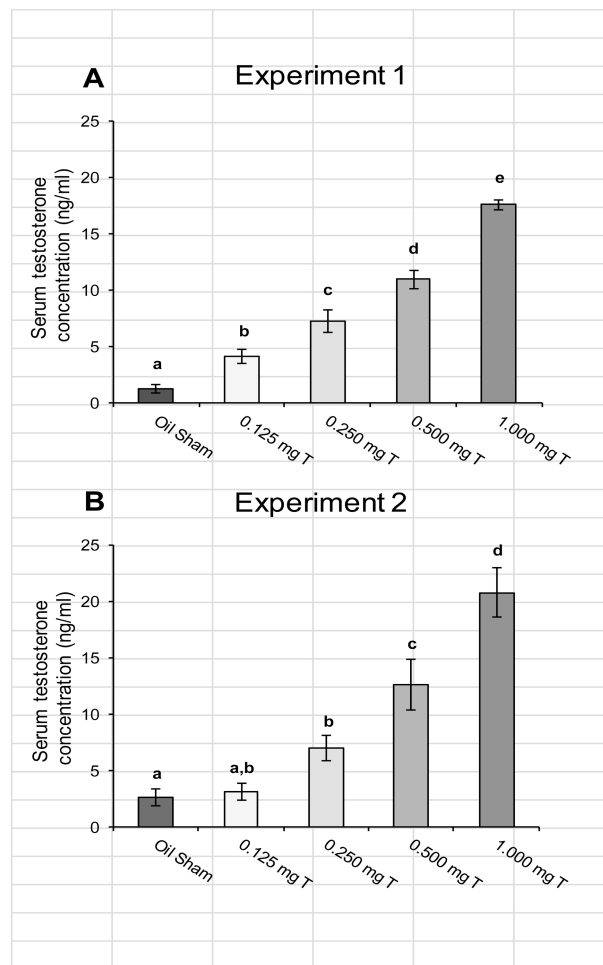 A
Experiment 1
Serum testosterone
concentration (ng/ml)
25
20
15
10
5
0
a
b
c
d
e
Oil Sham
0.125 mg T
0.250 mg T
0.500 mg T
1.000 mg T
B
Experiment 2
Serum testosterone
concentration (ng/ml)
25
20
15
10
5
0
a
a,b
b
c
d
Oil Sham
0.125 mg T
0.250 mg T
0.500 mg T
1.000 mg T